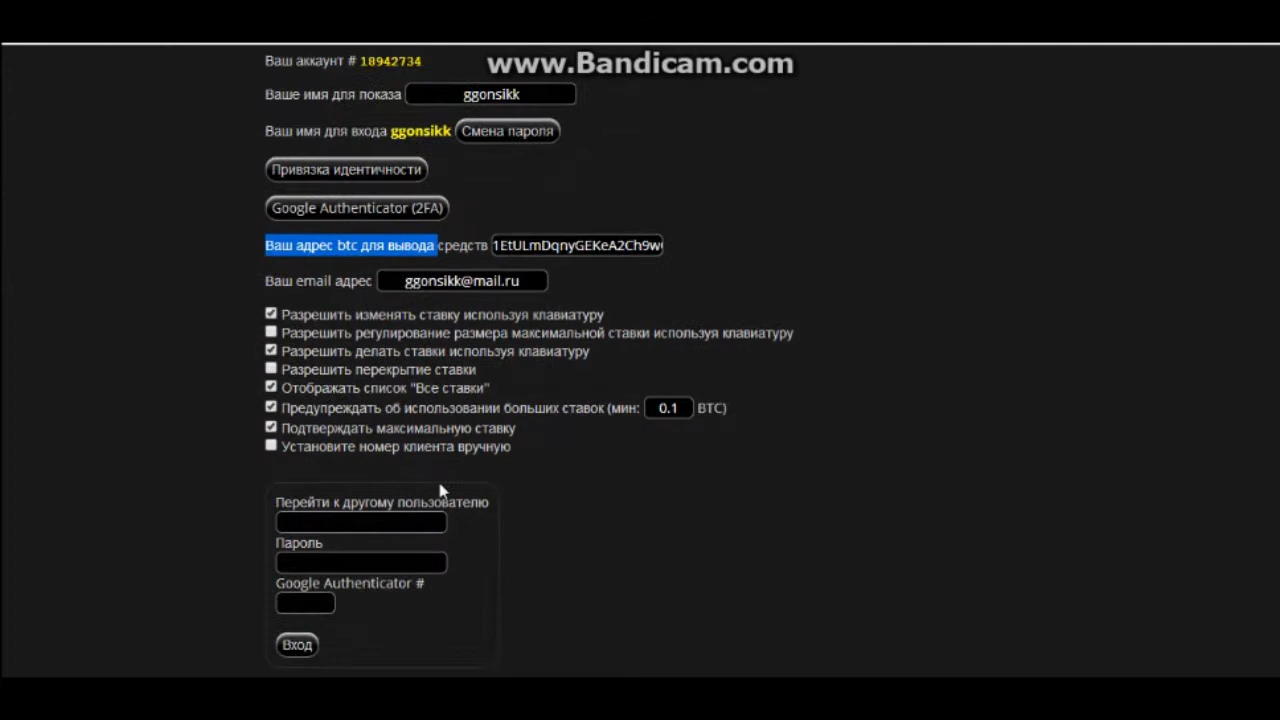 www.Bandicam.com
Ваш аккаунт # 18942734
Ваше имя для показа ggonsikk
Ваш имя для входа ggonsikk Смена пароля
Привязка идентичности
Google Authenticator (2FA)
Ваш адрес btc для вывода средств 1EtULmDqnyGEKeA2Ch9w
Ваш email адрес ggonsikk@mail.ru
Разрешить изменять ставку используя клавиатуру
Разрешить регулирование размера максимальной ставки используя клавиатуру
Разрешить делать ставки используя клавиатуру
Разрешить перекрытие ставки
Отображать список "Все ставки"
Предупреждать об использовании больших ставок (мин: 0.1 BTC)
Подтверждать максимальную ставку
Установите номер клиента вручную
Перейти к другому пользователю
Пароль
Google Authenticator #
Вход